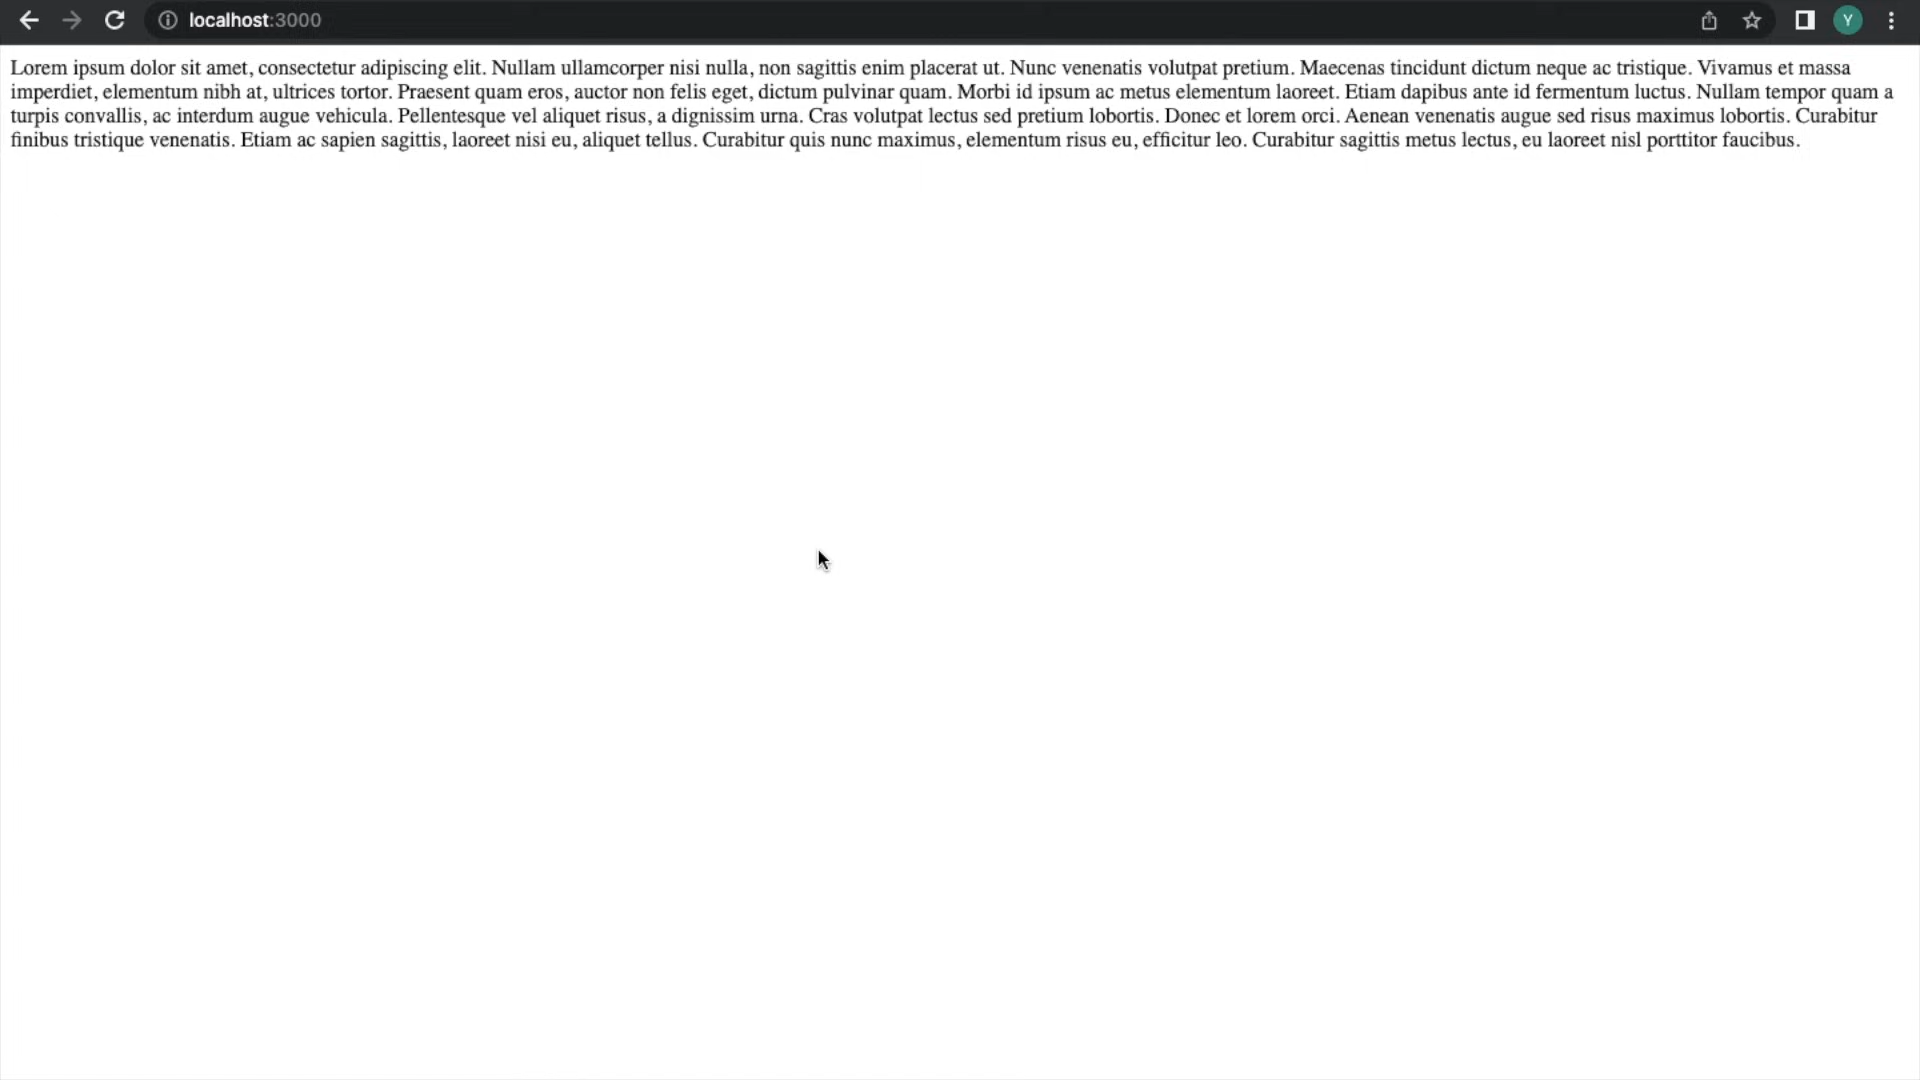 localhost:3000
Y
Lorem ipsum dolor sit amet, consectetur adipiscing elit. Nullam ullamcorper nisi nulla, non sagittis enim placerat ut. Nunc venenatis volutpat pretium. Maecenas tincidunt dictum neque ac tristique. Vivamus et massa
imperdiet, elementum nibh at, ultrices tortor. Praesent quam eros, auctor non felis eget, dictum pulvinar quam. Morbi id ipsum ac metus elementum laoreet. Etiam dapibus ante id fermentum luctus. Nullam tempor quam a
turpis convallis, ac interdum augue vehicula. Pellentesque vel aliquet risus, a dignissim urna. Cras volutpat lectus sed pretium lobortis. Donec et lorem orci. Aenean venenatis augue sed risus maximus lobortis. Curabitur
finibus tristique venenatis. Etiam ac sapien sagittis, laoreet nisi eu, aliquet tellus. Curabitur quis nunc maximus, elementum risus eu, efficitur leo. Curabitur sagittis metus lectus, eu laoreet nisl porttitor faucibus.